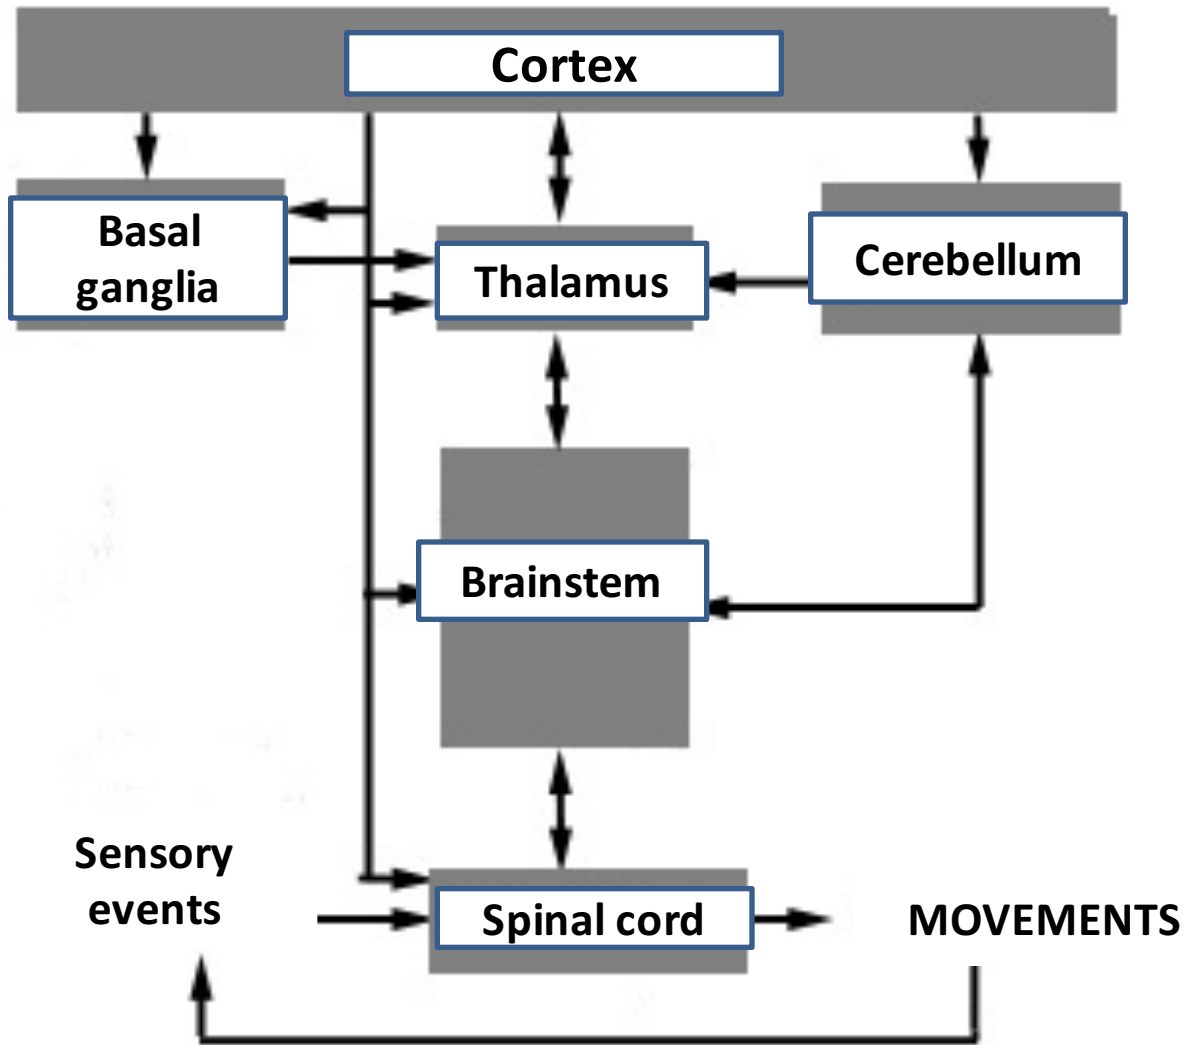 Cortex
Basal
ganglia
Thalamus
Cerebellum
Brainstem
Sensory
events
Spinal cord
MOVEMENTS